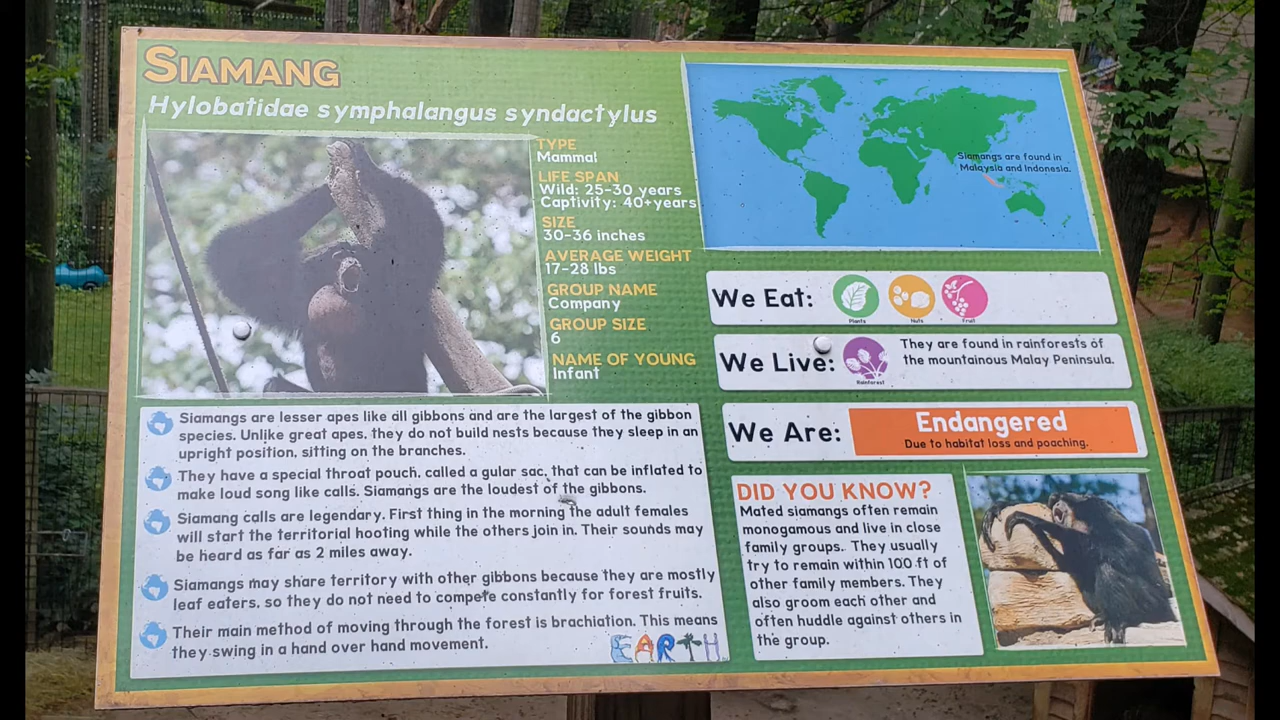 SIAMANG
Hylobatidae symphalangus syndactylus
TYPE
Mammal
LIFE SPAN
Wild: 25-30 years
Captivity: 40+years
SIZE
30-36 inches
AVERAGE WEIGHT
17-28 lbs
GROUP NAME
Company
GROUP SIZE
6
NAME OF YOUNG
Infant
Siamangs are lesser apes like all gibbons and are the largest of the gibbon
species. Unlike great apes, they do not build nests because they sleep in an
upright position, sitting on the branches.
They have a special throat pouch, called a gular sac, that can be inflated to
make loud song like calls. Siamangs are the loudest of the gibbons.
Siamang calls are legendary. First thing in the morning the adult females
will start the territorial hooting while the others join in. Their sounds may
be heard as far as 2 miles away.
Siamangs may share territory with other gibbons because they are mostly
leaf eaters, so they do not need to compete constantly for forest fruits.
Their main method of moving through the forest is brachiation. This means
they swing in a hand over hand movement.
EARTH
Siamangs are found in
Malaysia and Indonesia.
We Eat:
Plants
Nuts
Fruit
We Live:
Rainforest
They are found in rainforests of
the mountainous Malay Peninsula.
We Are:
Endangered
Due to habitat loss and poaching.
DID YOU KNOW?
Mated siamangs often remain
monogamous and live in close
family groups. They usually
try to remain within 100 ft of
other family members. They
also groom each other and
often huddle against others in
the group.